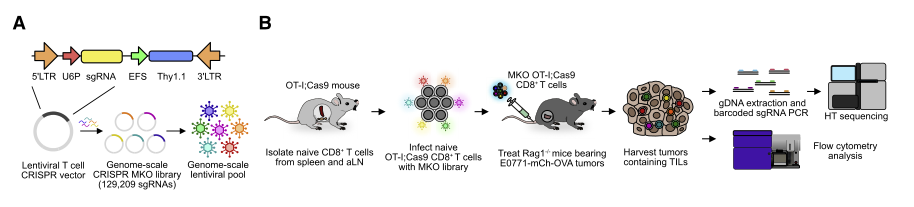 A
5'LTR U6P sgRNA EFS Thy1.1 3'LTR
Lentiviral T cell
CRISPR vector
Genome-scale
CRISPR MKO library
(129,209 sgRNAs)
Genome-scale
lentiviral pool
B
OT-I;Cas9 mouse
Isolate naive CD8⁺ T cells
from spleen and aLN
Infect naive
OT-I;Cas9 CD8⁺ T cells
with MKO library
MKO OT-I;Cas9
CD8⁺ T cells
Treat Rag1⁻/⁻ mice bearing
E0771-mCh-OVA tumors
Harvest tumors
containing TILs
gDNA extraction and
barcoded sgRNA PCR
HT sequencing
Flow cytometry
analysis